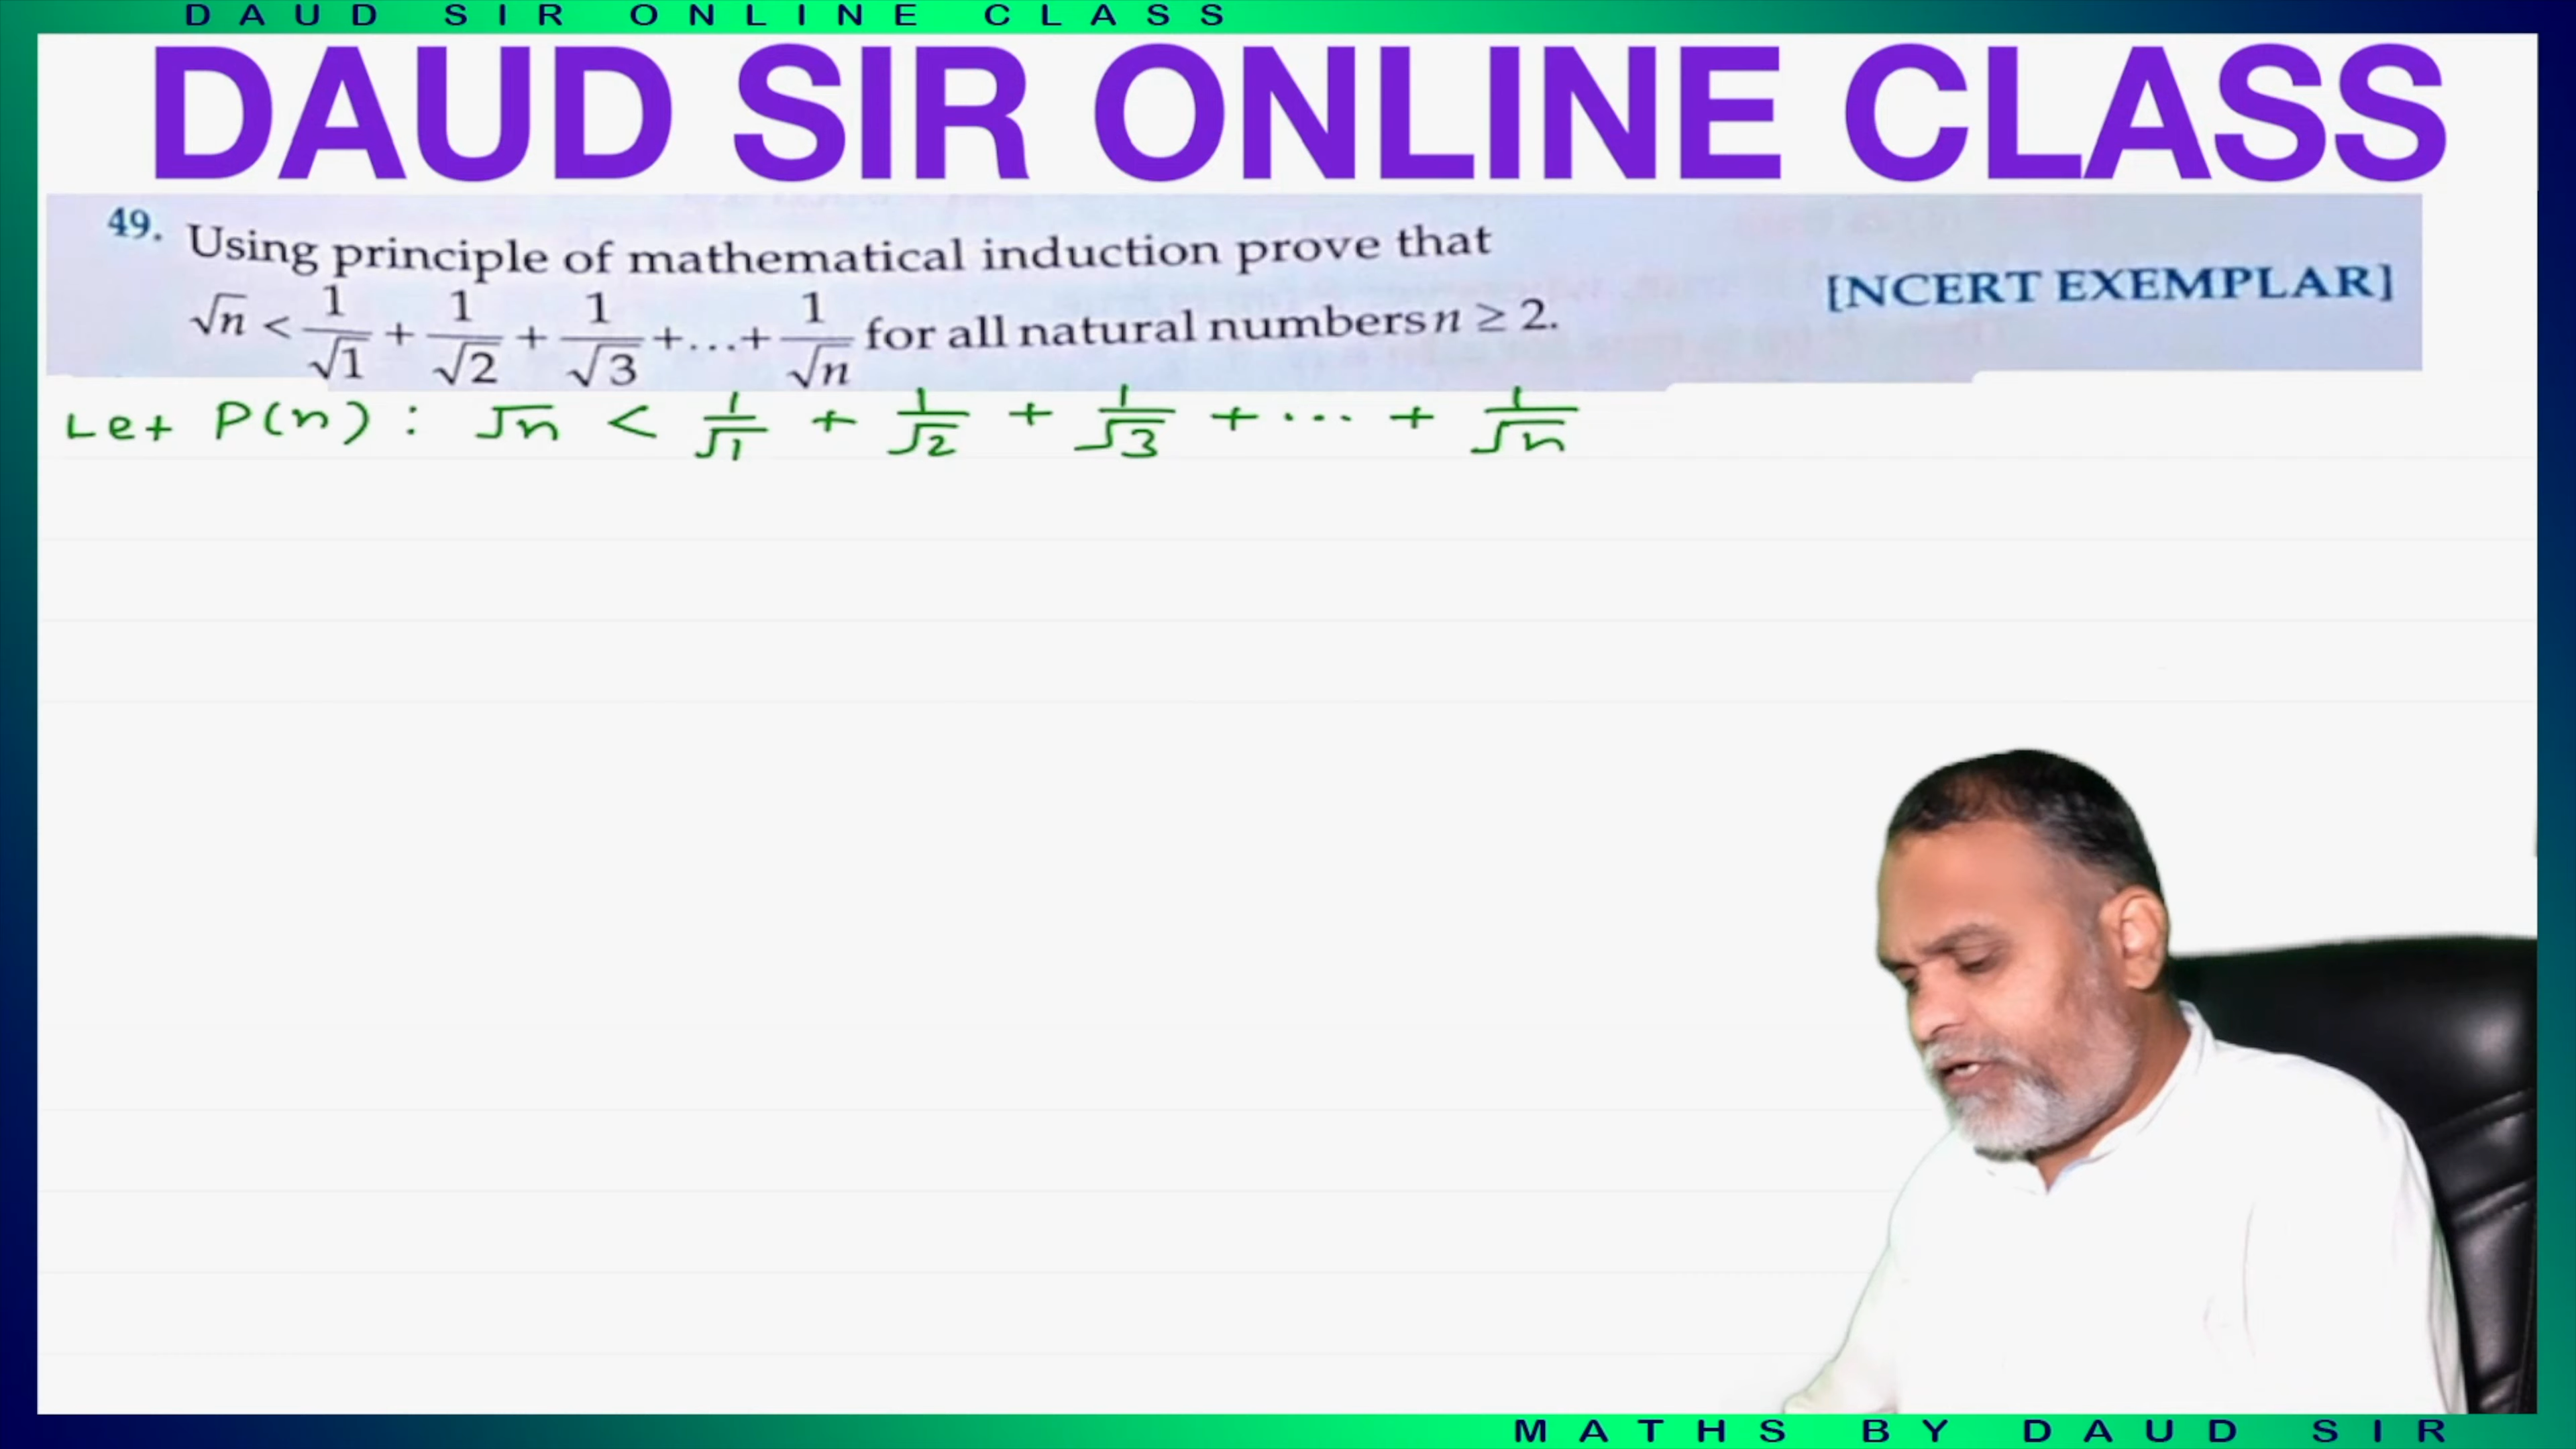 DAUD SIR ONLINE CLASS
DAUD SIR ONLINE CLASS
49. Using principle of mathematical induction prove that
√n < 1/√1 + 1/√2 + 1/√3 +...+ 1/√n for all natural numbers n ≥ 2.
[NCERT EXEMPLAR]
Let P(n) : √n < 1/√1 + 1/√2 + 1/√3 + ... + 1/√n
MATHS BY DAUD SIR